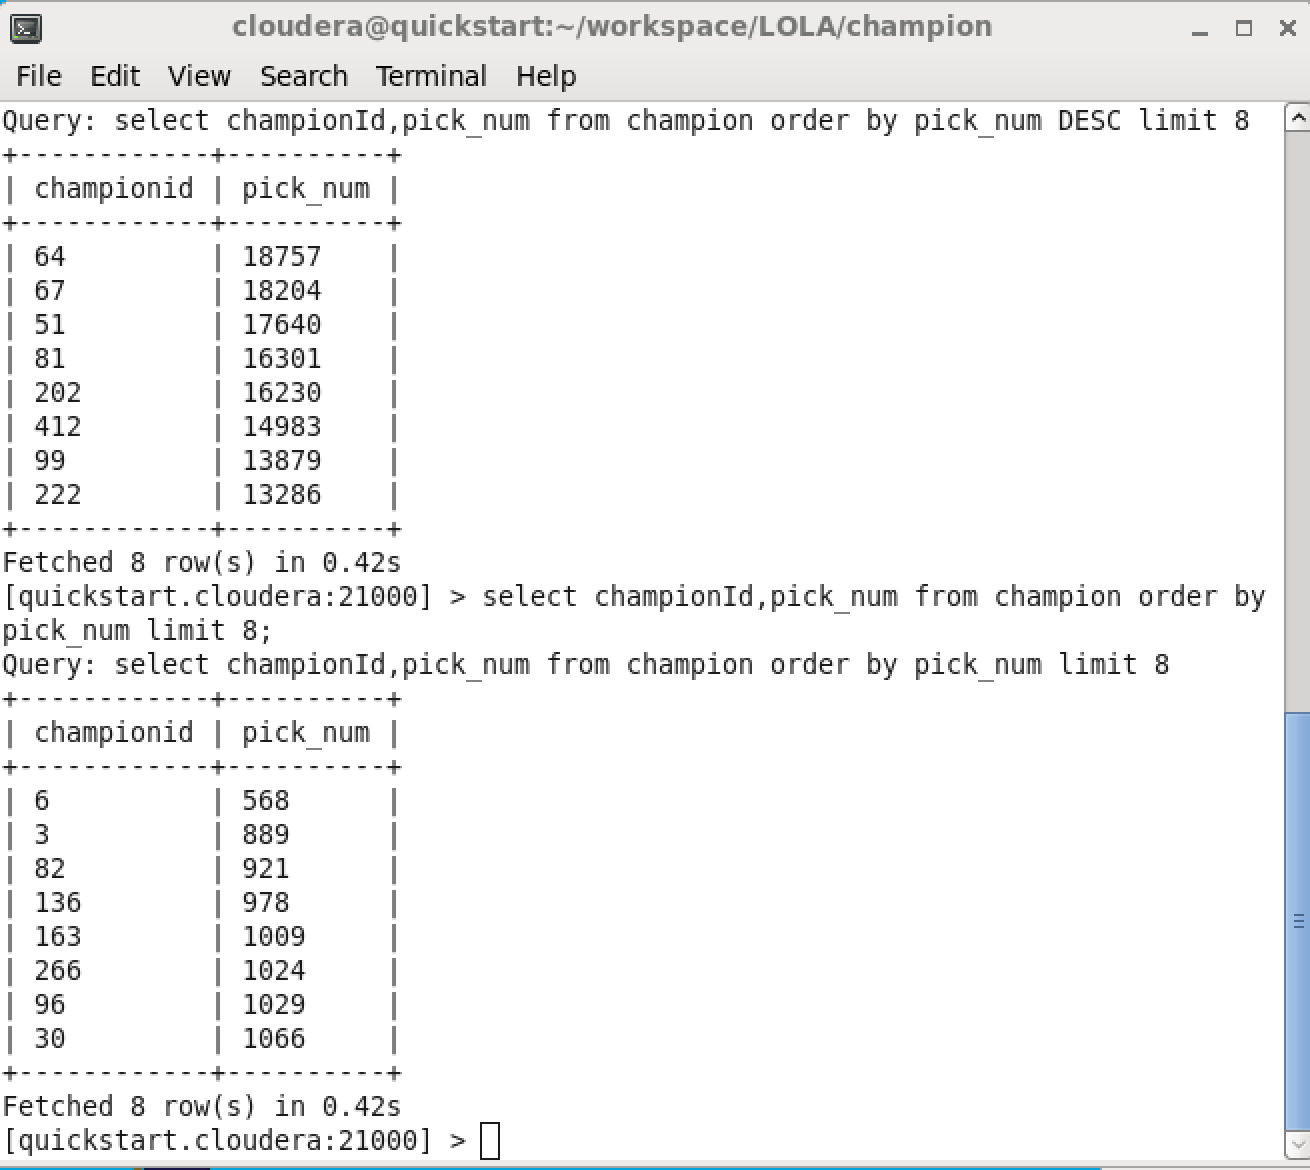 cloudera@quickstart:~/workspace/LOLA/champion
File Edit View Search Terminal Help
Query: select championId,pick_num from champion order by pick_num DESC limit 8
+------------+----------+
| championid | pick_num |
+------------+----------+
| 64         | 18757    |
| 67         | 18204    |
| 51         | 17640    |
| 81         | 16301    |
| 202        | 16230    |
| 412        | 14983    |
| 99         | 13879    |
| 222        | 13286    |
+------------+----------+
Fetched 8 row(s) in 0.42s
[quickstart.cloudera:21000] > select championId,pick_num from champion order by
pick_num limit 8;
Query: select championId,pick_num from champion order by pick_num limit 8
+------------+----------+
| championid | pick_num |
+------------+----------+
| 6          | 568      |
| 3          | 889      |
| 82         | 921      |
| 136        | 978      |
| 163        | 1009     |
| 266        | 1024     |
| 96         | 1029     |
| 30         | 1066     |
+------------+----------+
Fetched 8 row(s) in 0.42s
[quickstart.cloudera:21000] >